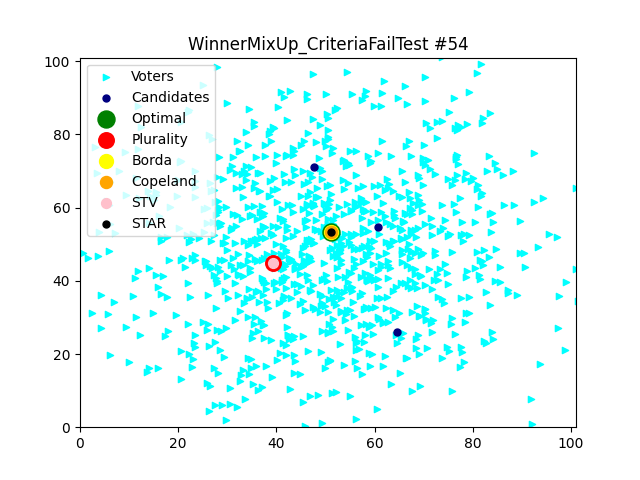 WinnerMixUp_CriteriaFailTest #54
100
80
60
40
20
0
0
20
40
60
80
100
Voters
Candidates
Optimal
Plurality
Borda
Copeland
STV
STAR